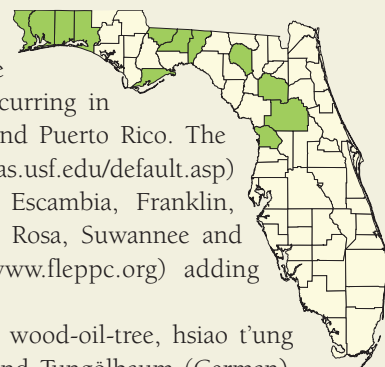 curring in
nd Puerto Rico. The
as.usf.edu/default.asp)
Escambia, Franklin,
Rosa, Suwannee and
www.fleppc.org) adding
wood-oil-tree, hsiao t'ung
nd Tungölbaum (German)